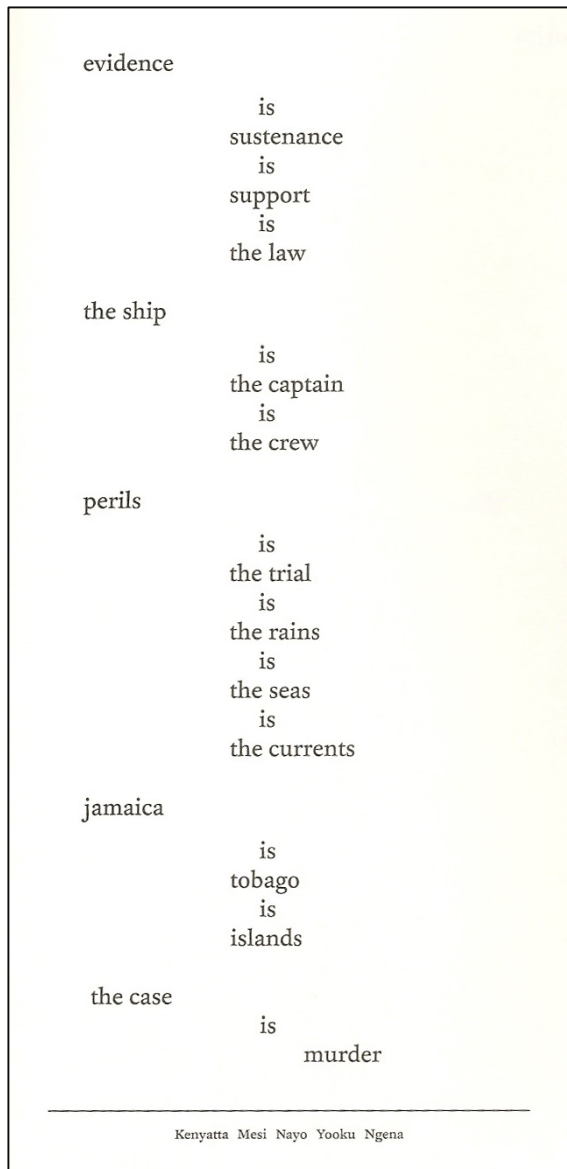 evidence
is
sustenance
is
support
is
the law
the ship
is
the captain
is
the crew
perils
is
the trial
is
the rains
is
the seas
is
the currents
jamaica
is
tobago
is
islands
the case
is
murder
Kenyatta Mesi Nayo Yooku Ngena